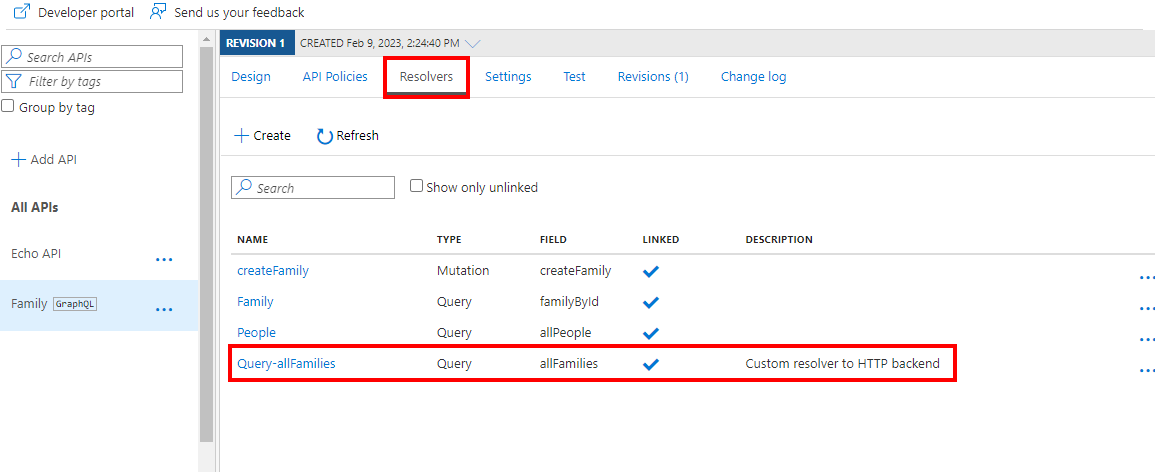 Developer portal Send us your feedback
Search APIs
Filter by tags
Group by tag
Add API
All APIs
Echo API
Family GraphQL
REVISION 1 CREATED Feb 9, 2023, 2:24:40 PM
Design API Policies Resolvers Settings Test Revisions (1) Change log
Create Refresh
Search Show only unlinked
NAME TYPE FIELD LINKED DESCRIPTION
createFamily Mutation createFamily
Family Query familyById
People Query allPeople
Query-allFamilies Query allFamilies Custom resolver to HTTP backend